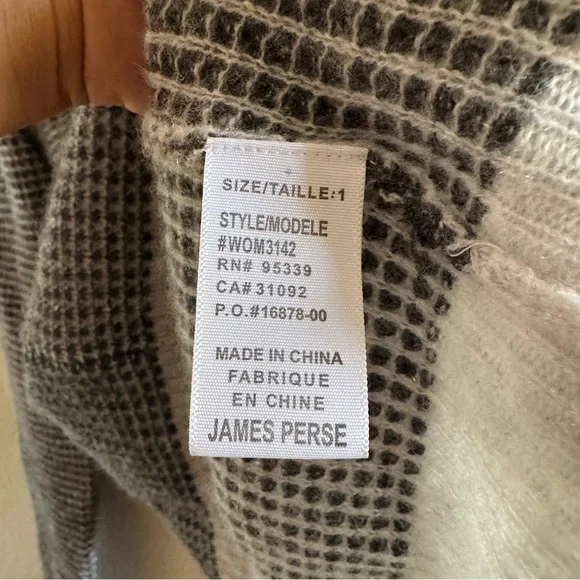 SIZE/TAILLE:1
STYLE/MODELE
#WOM3142
RN# 95339
CA#31092
P.O.#16878-00
MADE IN CHINA
FABRIQUE
EN CHINE
JAMES PERSE